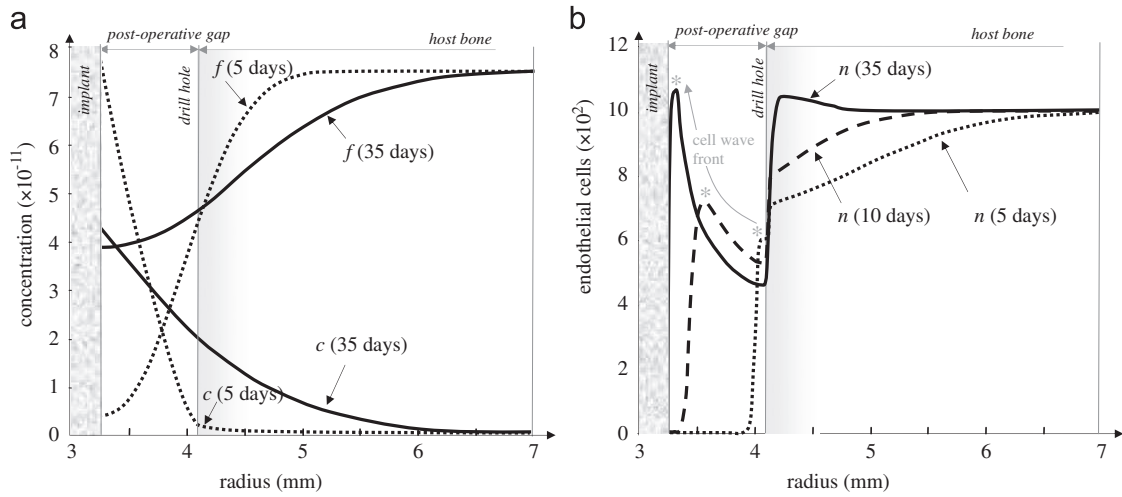 a
post-operative gap
host bone
implant
drill hole
f (5 days)
f (35 days)
c (35 days)
c (5 days)
concentration (×10-11)
8
7
6
5
4
3
2
1
0
3
4
5
6
7
radius (mm)
b
post-operative gap
host bone
implant
drill hole
n (35 days)
cell wave
front
n (10 days)
n (5 days)
*
*
*
endothelial cells (×102)
12
10
8
6
4
2
0
3
4
5
6
7
radius (mm)